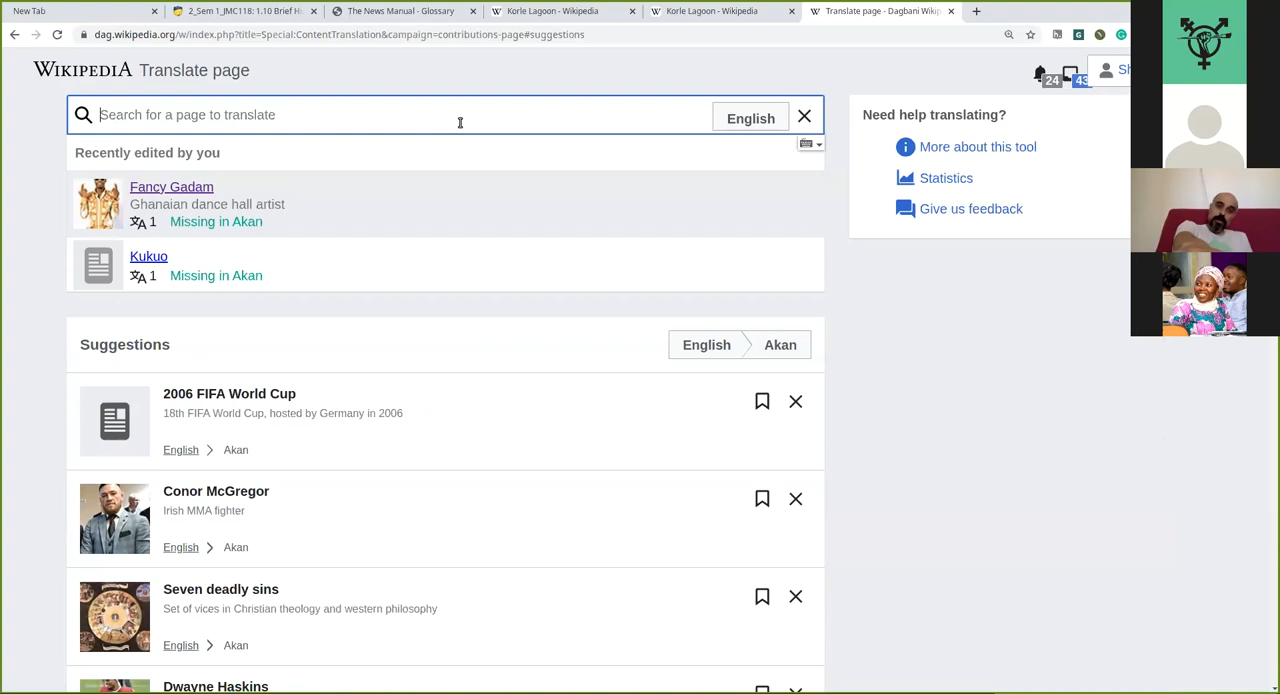 New Tab
2_Sem 1_JMC118: 1.10 Brief H
The News Manual - Glossary
Korle Lagoon - Wikipedia
Korle Lagoon - Wikipedia
Translate page - Dagbani Wikip
dag.wikipedia.org/w/index.php?title=Special:ContentTranslation&campaign=contributions-page#suggestions
WIKIPEDIA Translate page
24
43
Sh
Search for a page to translate
English
Recently edited by you
Fancy Gadam
Ghanaian dance hall artist
1 Missing in Akan
Kukuo
1 Missing in Akan
Need help translating?
More about this tool
Statistics
Give us feedback
Suggestions
English
Akan
2006 FIFA World Cup
18th FIFA World Cup, hosted by Germany in 2006
English > Akan
Conor McGregor
Irish MMA fighter
English > Akan
Seven deadly sins
Set of vices in Christian theology and western philosophy
English > Akan
Dwayne Haskins